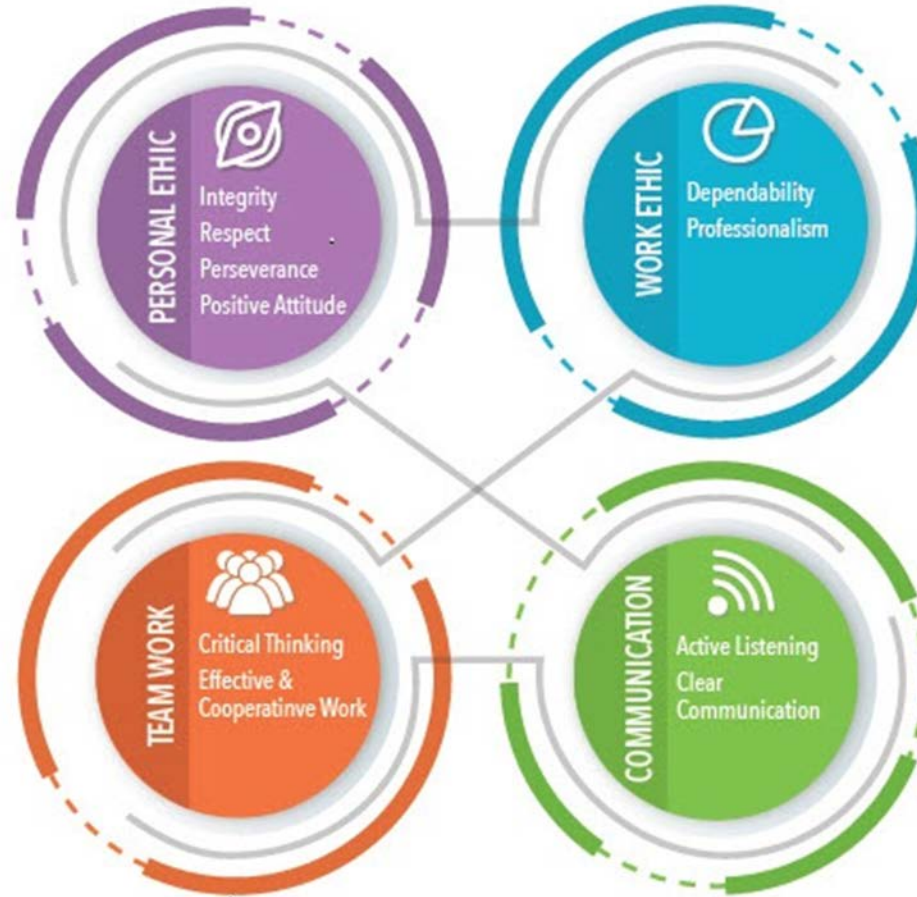 PERSONAL ETHIC
Integrity
Respect
Perseverance
Positive Attitude
WORK ETHIC
Dependability
Professionalism
TEAM WORK
Critical Thinking
Effective &
Cooperatinve Work
COMMUNICATION
Active Listening
Clear
Communication